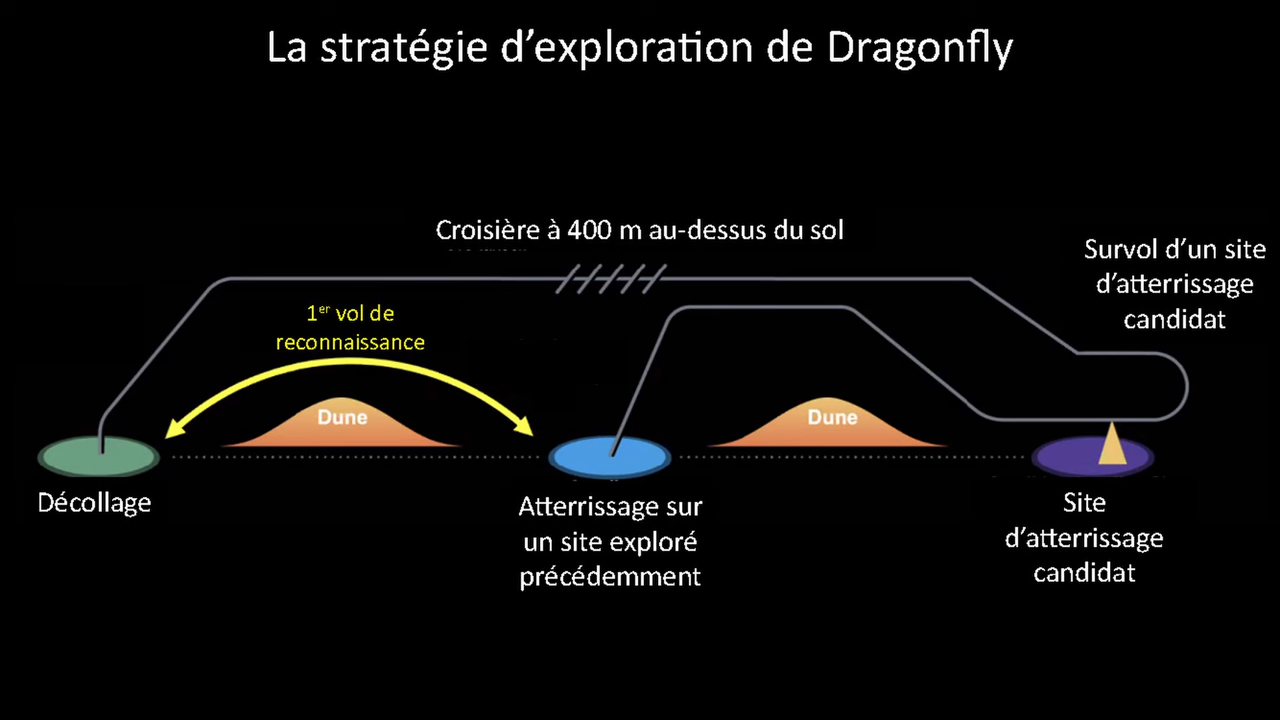 La stratégie d’exploration de Dragonfly
Croisière à 400 m au-dessus du sol
Survol d’un site
d’atterrissage
candidat
1er vol de
reconnaissance
Dune
Dune
Décollage
Atterrissage sur
un site exploré
précédemment
Site
d’atterrissage
candidat